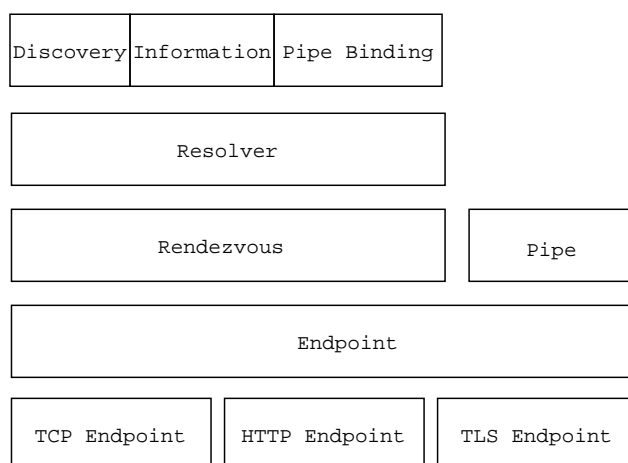 Discovery Information Pipe Binding
Resolver
Rendezvous Pipe
Endpoint
TCP Endpoint HTTP Endpoint TLS Endpoint